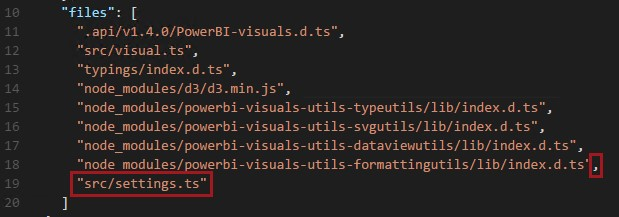 10 "files": [
11 ".api/v1.4.0/PowerBI-visuals.d.ts",
12 "src/visual.ts",
13 "typings/index.d.ts",
14 "node_modules/d3/d3.min.js",
15 "node_modules/powerbi-visuals-utils-typeutils/lib/index.d.ts",
16 "node_modules/powerbi-visuals-utils-svgutils/lib/index.d.ts",
17 "node_modules/powerbi-visuals-utils-dataviewutils/lib/index.d.ts",
18 "node_modules/powerbi-visuals-utils-formattingutils/lib/index.d.ts",
19 "src/settings.ts"
20 ]